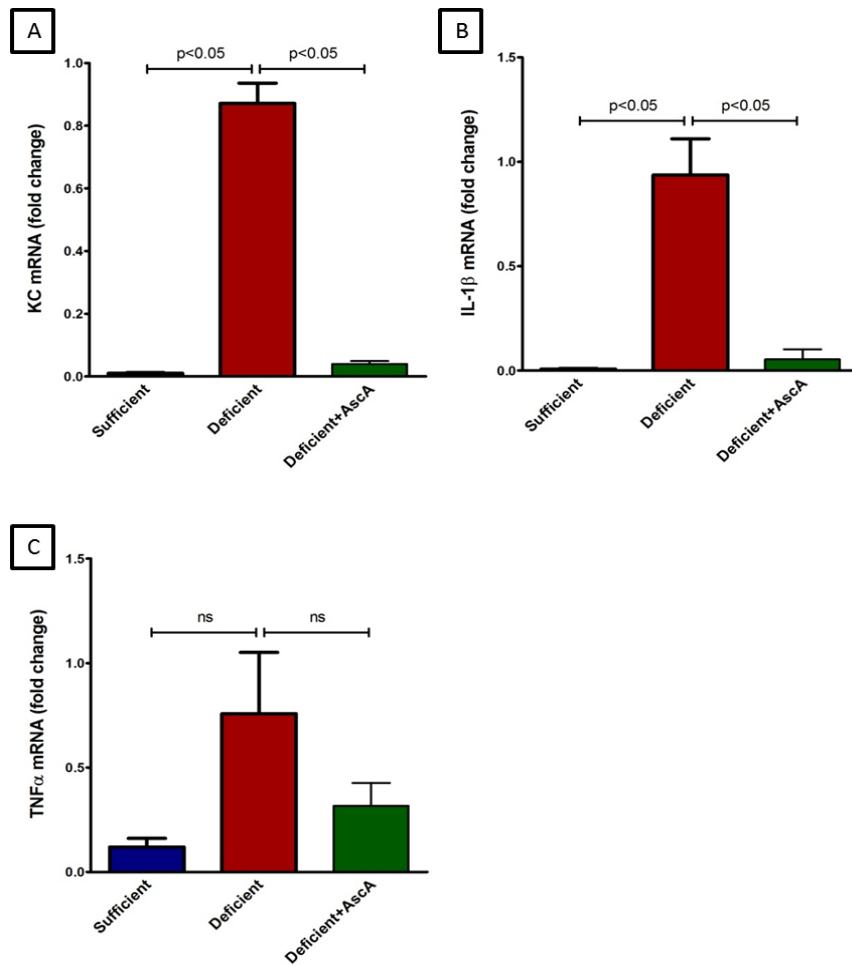 A
p<0.05 p<0.05
1.0
0.8
0.6
0.4
0.2
0.0
KC mRNA (fold change)
Sufficient
Deficient
Deficient+AscA
B
p<0.05 p<0.05
1.5
1.0
0.5
0.0
IL-1β mRNA (fold change)
Sufficient
Deficient
Deficient+AscA
C
ns ns
1.5
1.0
0.5
0.0
TNFα mRNA (fold change)
Sufficient
Deficient
Deficient+AscA